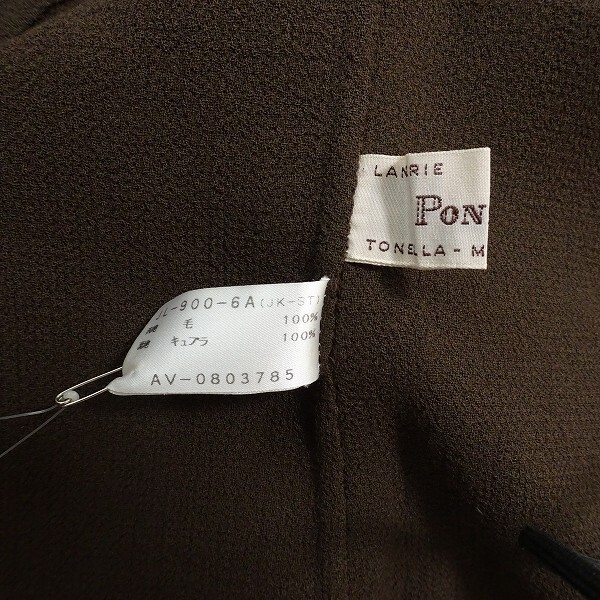 LANRIE
PON
TONELLA - M
JL-900-6A(JK-ST)
毛 100%
キュプラ 100%
AV-0803785